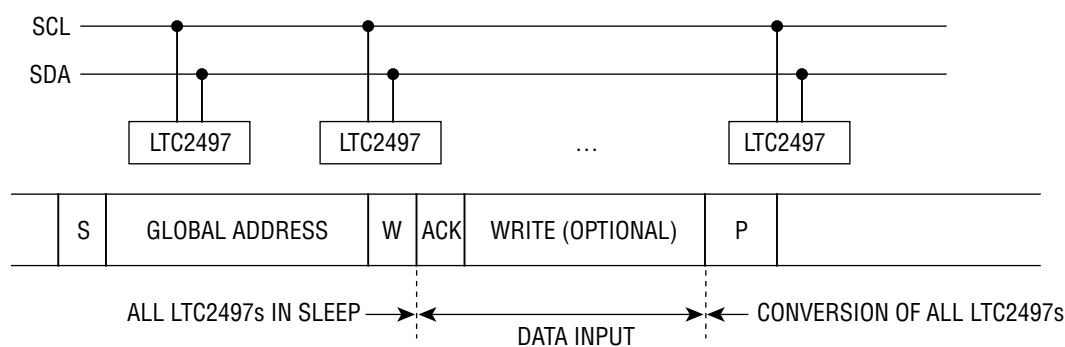 SCL
SDA
LTC2497 LTC2497 … LTC2497
S GLOBAL ADDRESS W ACK WRITE (OPTIONAL) P
ALL LTC2497s IN SLEEP DATA INPUT CONVERSION OF ALL LTC2497s